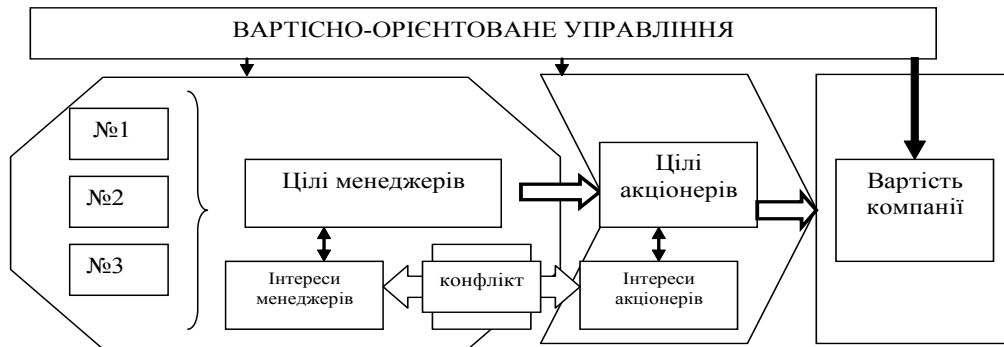 ВАРТІСНО-ОРІЄНТОВАНЕ УПРАВЛІННЯ
№1
№2
№3
Цілі менеджерів
Цілі
акціонерів
Вартість
компанії
Інтереси
менеджерів
конфлікт
Інтереси
акціонерів